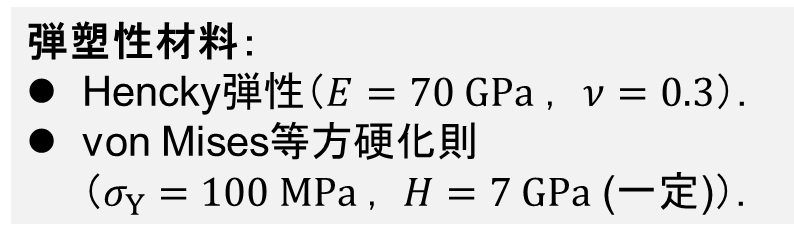 弾塑性材料:
● Hencky弾性(E = 70 GPa , ν = 0.3).
● von Mises等方硬化則
(σ_Y = 100 MPa , H = 7 GPa (一定)).